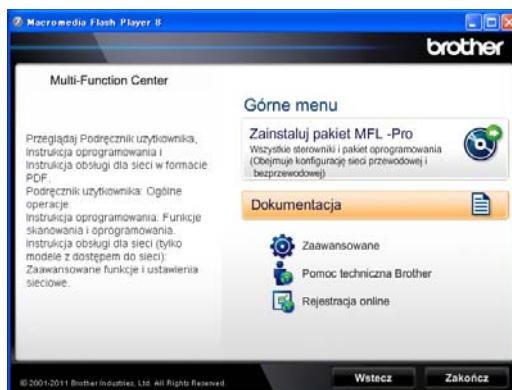 Macromedia Flash Player 8
brother
Multi-Function Center
Przeglądaj Podręcznik użytkownika,
Instrukcja oprogramowania i
Instrukcję obsługi dla sieci w formacie
PDF.
Podręcznik użytkownika: Ogólne
operacje.
Instrukcja oprogramowania: Funkcje
skanowania i oprogramowania.
Instrukcja obsługi dla sieci (tylko
modele z dostępem do sieci):
Zaawansowane funkcje i ustawienia
sieciowe.
Górne menu
Zainstaluj pakiet MFL -Pro
Wszystkie sterowniki i pakiet oprogramowania
(Obejmuje konfigurację sieci przewodowej i
bezprzewodowej)
Dokumentacja
Zaawansowane
Pomoc techniczna Brother
Rejestracja online
© 2001-2011 Brother Industries, Ltd. All Rights Reserved.
Wstecz
Zakończ